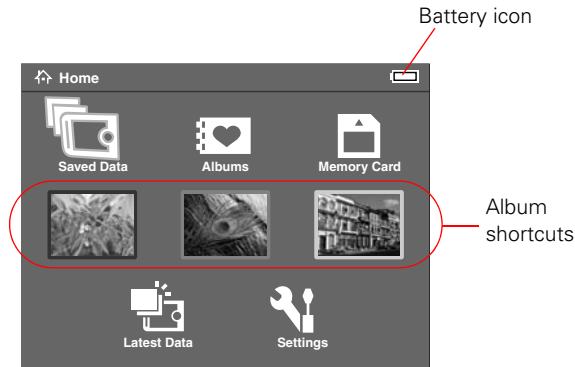 Battery icon
Home
Saved Data
Albums
Memory Card
Album
shortcuts
Latest Data
Settings